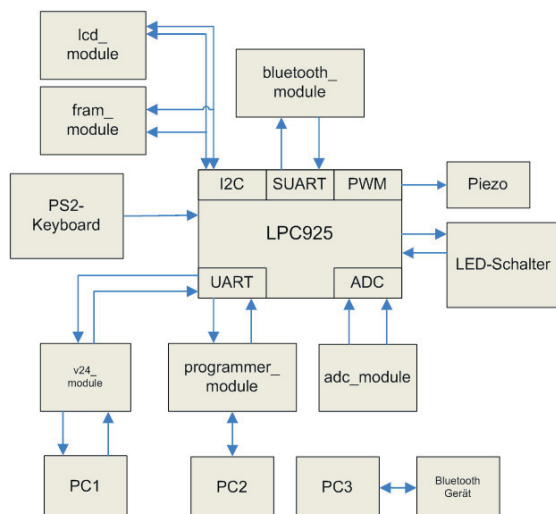 lcd_
module
bluetooth_
module
fram_
module
I2C
SUART
PWM
Piezo
PS2-
Keyboard
LPC925
LED-Schalter
UART
ADC
v24_
module
programmer_
module
adc_module
PC1
PC2
PC3
Bluetooth
Gerät